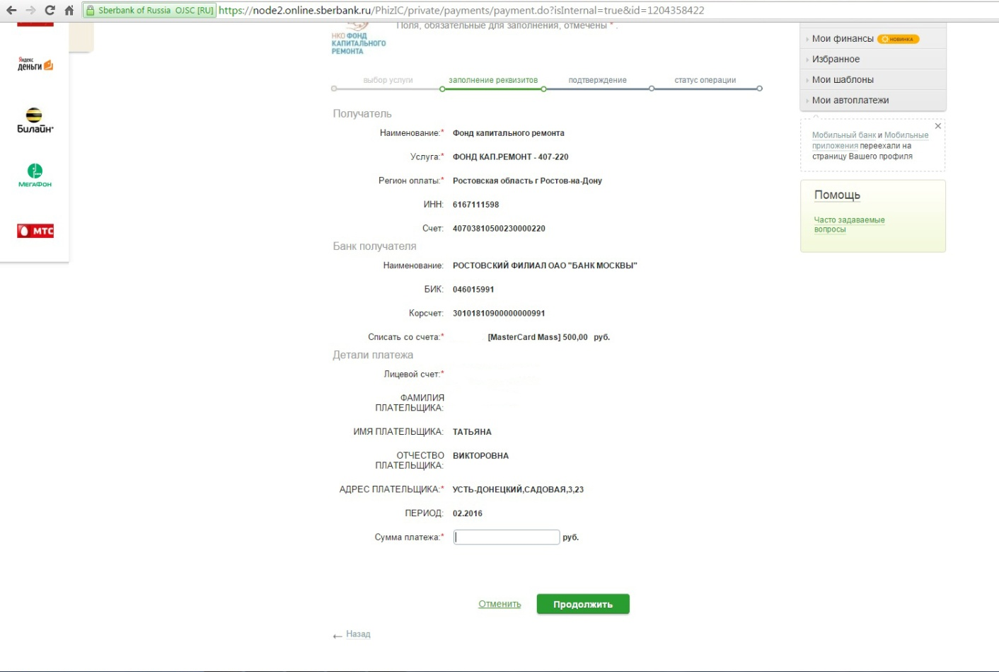 Sberbank of Russia OJSC [RU] https://node2.online.sberbank.ru/PhizIC/private/payments/payment.do?isInternal=true&id=1204358422
Яндекс
деньги
Билайн®
МЕГАФОН
МТС
НКО ФОНД
КАПИТАЛЬНОГО
РЕМОНТА
Поля, обязательные для заполнения, отмечены * .
выбор услуги заполнение реквизитов подтверждение статус операции
Получатель
Наименование:* Фонд капитального ремонта
Услуга:* ФОНД КАП.РЕМОНТ - 407-220
Регион оплаты:* Ростовская область г Ростов-на-Дону
ИНН: 6167111598
Счет: 40703810500230000220
Банк получателя
Наименование: РОСТОВСКИЙ ФИЛИАЛ ОАО "БАНК МОСКВЫ"
БИК: 046015991
Корсчет: 30101810900000000991
Списать со счета:* [MasterCard Mass] 500,00 руб.
Детали платежа
Лицевой счет:*
ФАМИЛИЯ
ПЛАТЕЛЬЩИКА:
ИМЯ ПЛАТЕЛЬЩИКА: ТАТЬЯНА
ОТЧЕСТВО ВИКТОРОВНА
ПЛАТЕЛЬЩИКА:
АДРЕС ПЛАТЕЛЬЩИКА:* УСТЬ-ДОНЕЦКИЙ,САДОВАЯ,3,23
ПЕРИОД: 02.2016
Сумма платежа:* руб.
Отменить Продолжить
← Назад
Мои финансы НОВИНКА
Избранное
Мои шаблоны
Мои автоплатежи
Мобильный банк и Мобильные
приложения переехали на
страницу Вашего профиля
Помощь
Часто задаваемые
вопросы